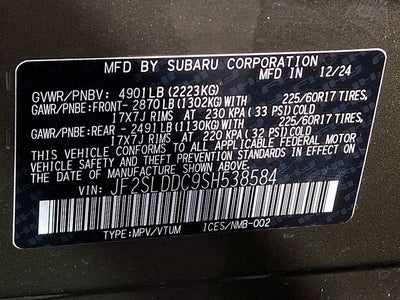 MFD BY SUBARU CORPORATION IN 12/24
GVWR/PNBV: 4901LB(2223KG)
GAWR/PNBE:FRONT- 2870LB(1302KG)WITH 225/60R17 TIRES,
17X7J RIMS AT 230 KPA (33 PSI)COLD
GAWR/PNBE:REAR - 2491LB(1130KG)WITH 225/60R17 TIRES,
17X7J RIMS AT 220 KPA (32 PSI)COLD
THIS VEHICLE CONFORMS TO ALL APPLICABLE FEDERAL MOTOR
VEHICLE SAFETY AND BUMPER STANDARDS IN EFFECT ON THE
DATE OF MANUFACTURE SHOWN ABOVE.
VIN: JF2SLDDC9SH538584
TYPE:MPV/VTUM ICES/NMB-002